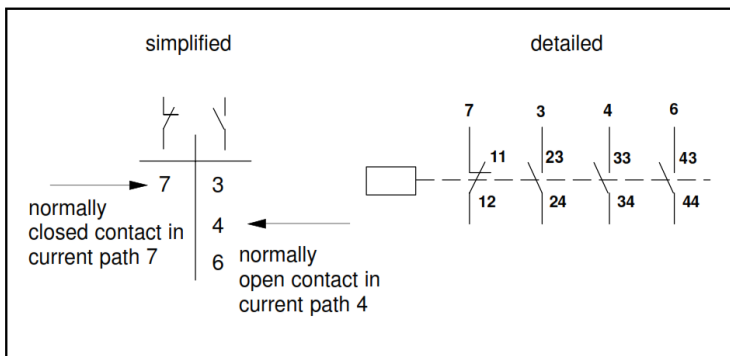 simplified
detailed
7 3
4
6
normally
closed contact in
current path 7
normally
open contact in
current path 4
7 3 4 6
11 23 33 43
12 24 34 44